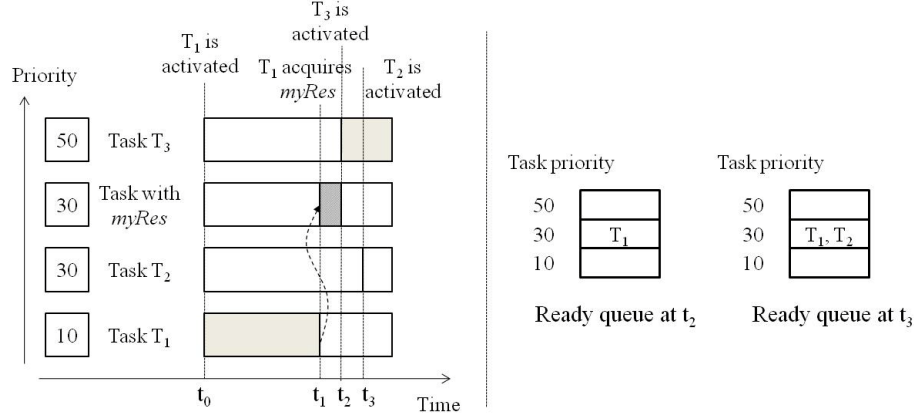 T3 is
activated
T1 is
activated
T1 acquires
myRes
T2 is
activated
Priority
50
Task T3
30
Task with
myRes
30
Task T2
10
Task T1
t0
t1
t2
t3
Time
Task priority
50
30
T1
10
Ready queue at t2
Task priority
50
30
T1, T2
10
Ready queue at t3